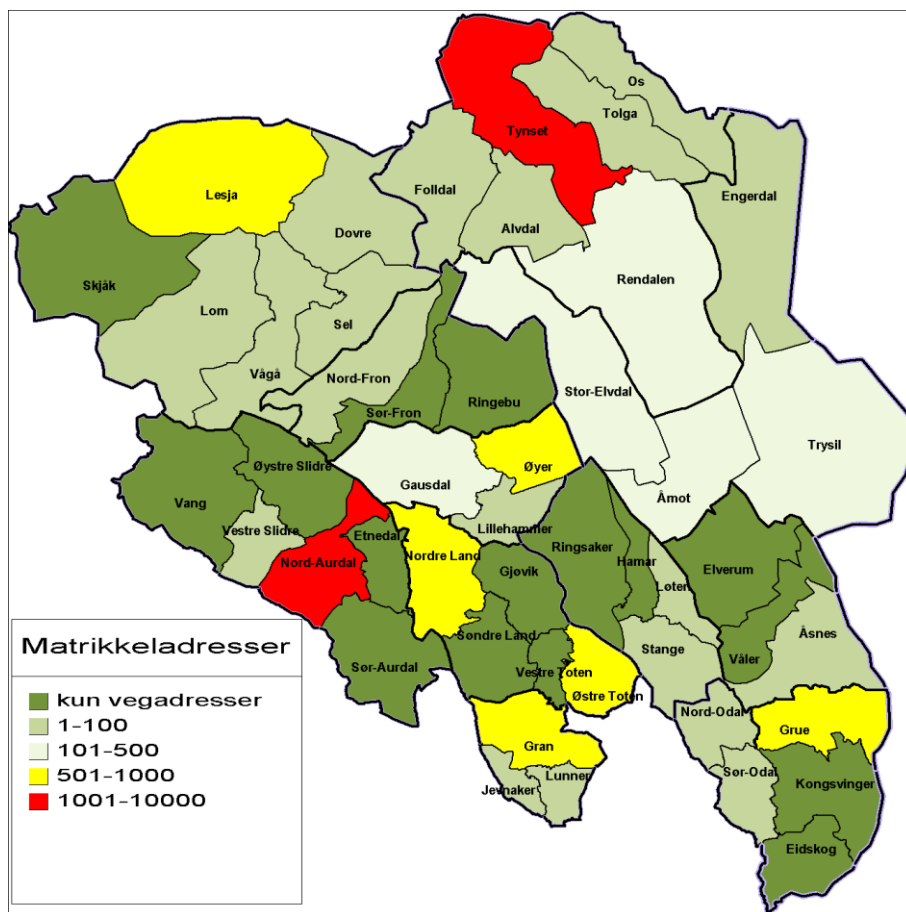 Os
Tolga
Tynset
Lesja
Folldal
Engerdal
Alvdal
Dovre
Rendalen
Skjåk
Lom
Sel
Vågå
Nord-Fron
Stor-Elvdal
Sør-Fron
Ringebu
Trysil
Øystre Slidre
Øyer
Gausdal
Vang
Åmot
Vestre Slidre
Lillehammer
Etnedal
Ringsaker
Nordre Land
Nord-Aurdal
Hamar
Elverum
Gjøvik
Løten
Åsnes
Søndre Land
Stange
Våler
Sør-Aurdal
Vestre Toten
Østre Toten
Nord-Odal
Grue
Gran
Sør-Odal
Lunner
Kongsvinger
Jevnaker
Eidskog
Matrikkeladresser
kun vegadresser
1-100
101-500
501-1000
1001-10000